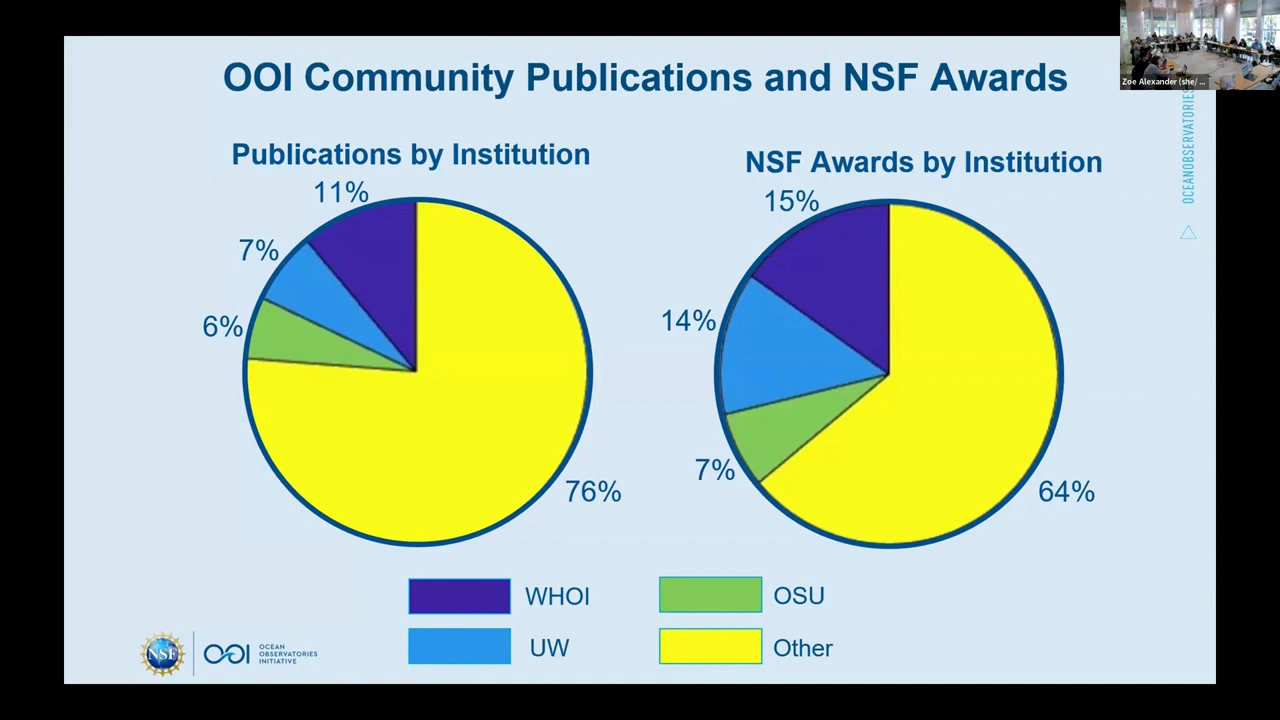 OOI Community Publications and NSF Awards
Zoe Alexander (she/ ...
OCEANOBSERVATORIES
Publications by Institution
11%
7%
6%
76%
NSF Awards by Institution
15%
14%
7%
64%
WHOI
OSU
UW
Other
NSF
OOI
OCEAN
OBSERVATORIES
INITIATIVE